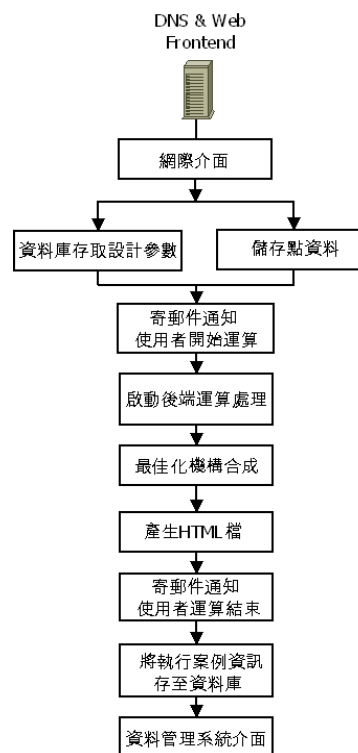 DNS & Web
Frontend
網際介面
資料庫存取設計參數
儲存點資料
寄郵件通知
使用者開始運算
啟動後端運算處理
最佳化機構合成
產生HTML檔
寄郵件通知
使用者運算結束
將執行案例資訊
存至資料庫
資料管理系統介面